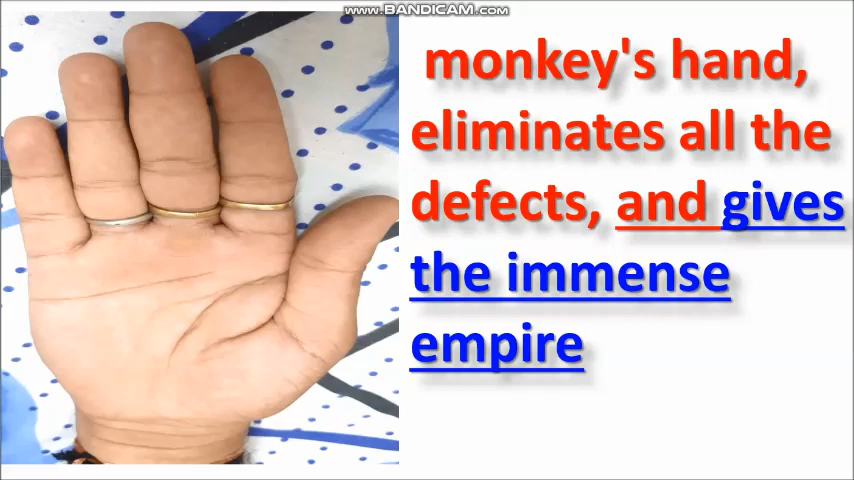 www.BANDICAM.com
monkey's hand,
eliminates all the
defects, and gives
the immense
empire